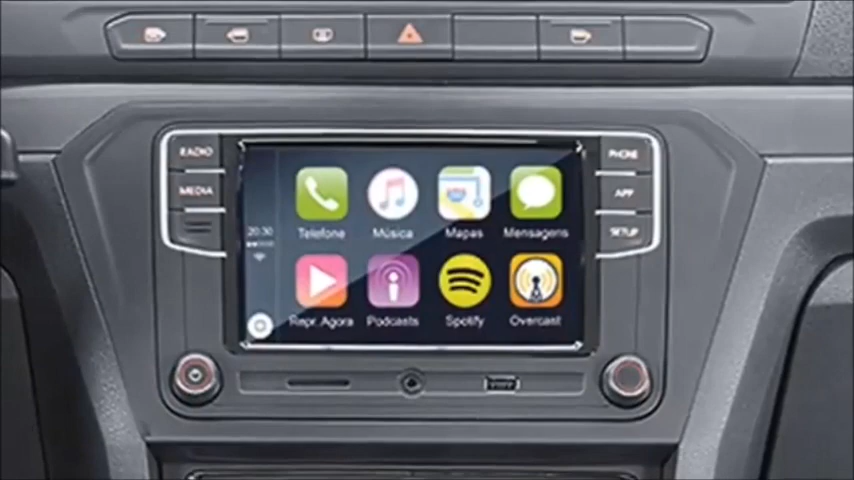 RADIO
MEDIA
PHONE
APP
SETUP
20:30
Telefone
Música
Mapas
Mensagens
Repr. Agora
Podcasts
Spotify
Overcast